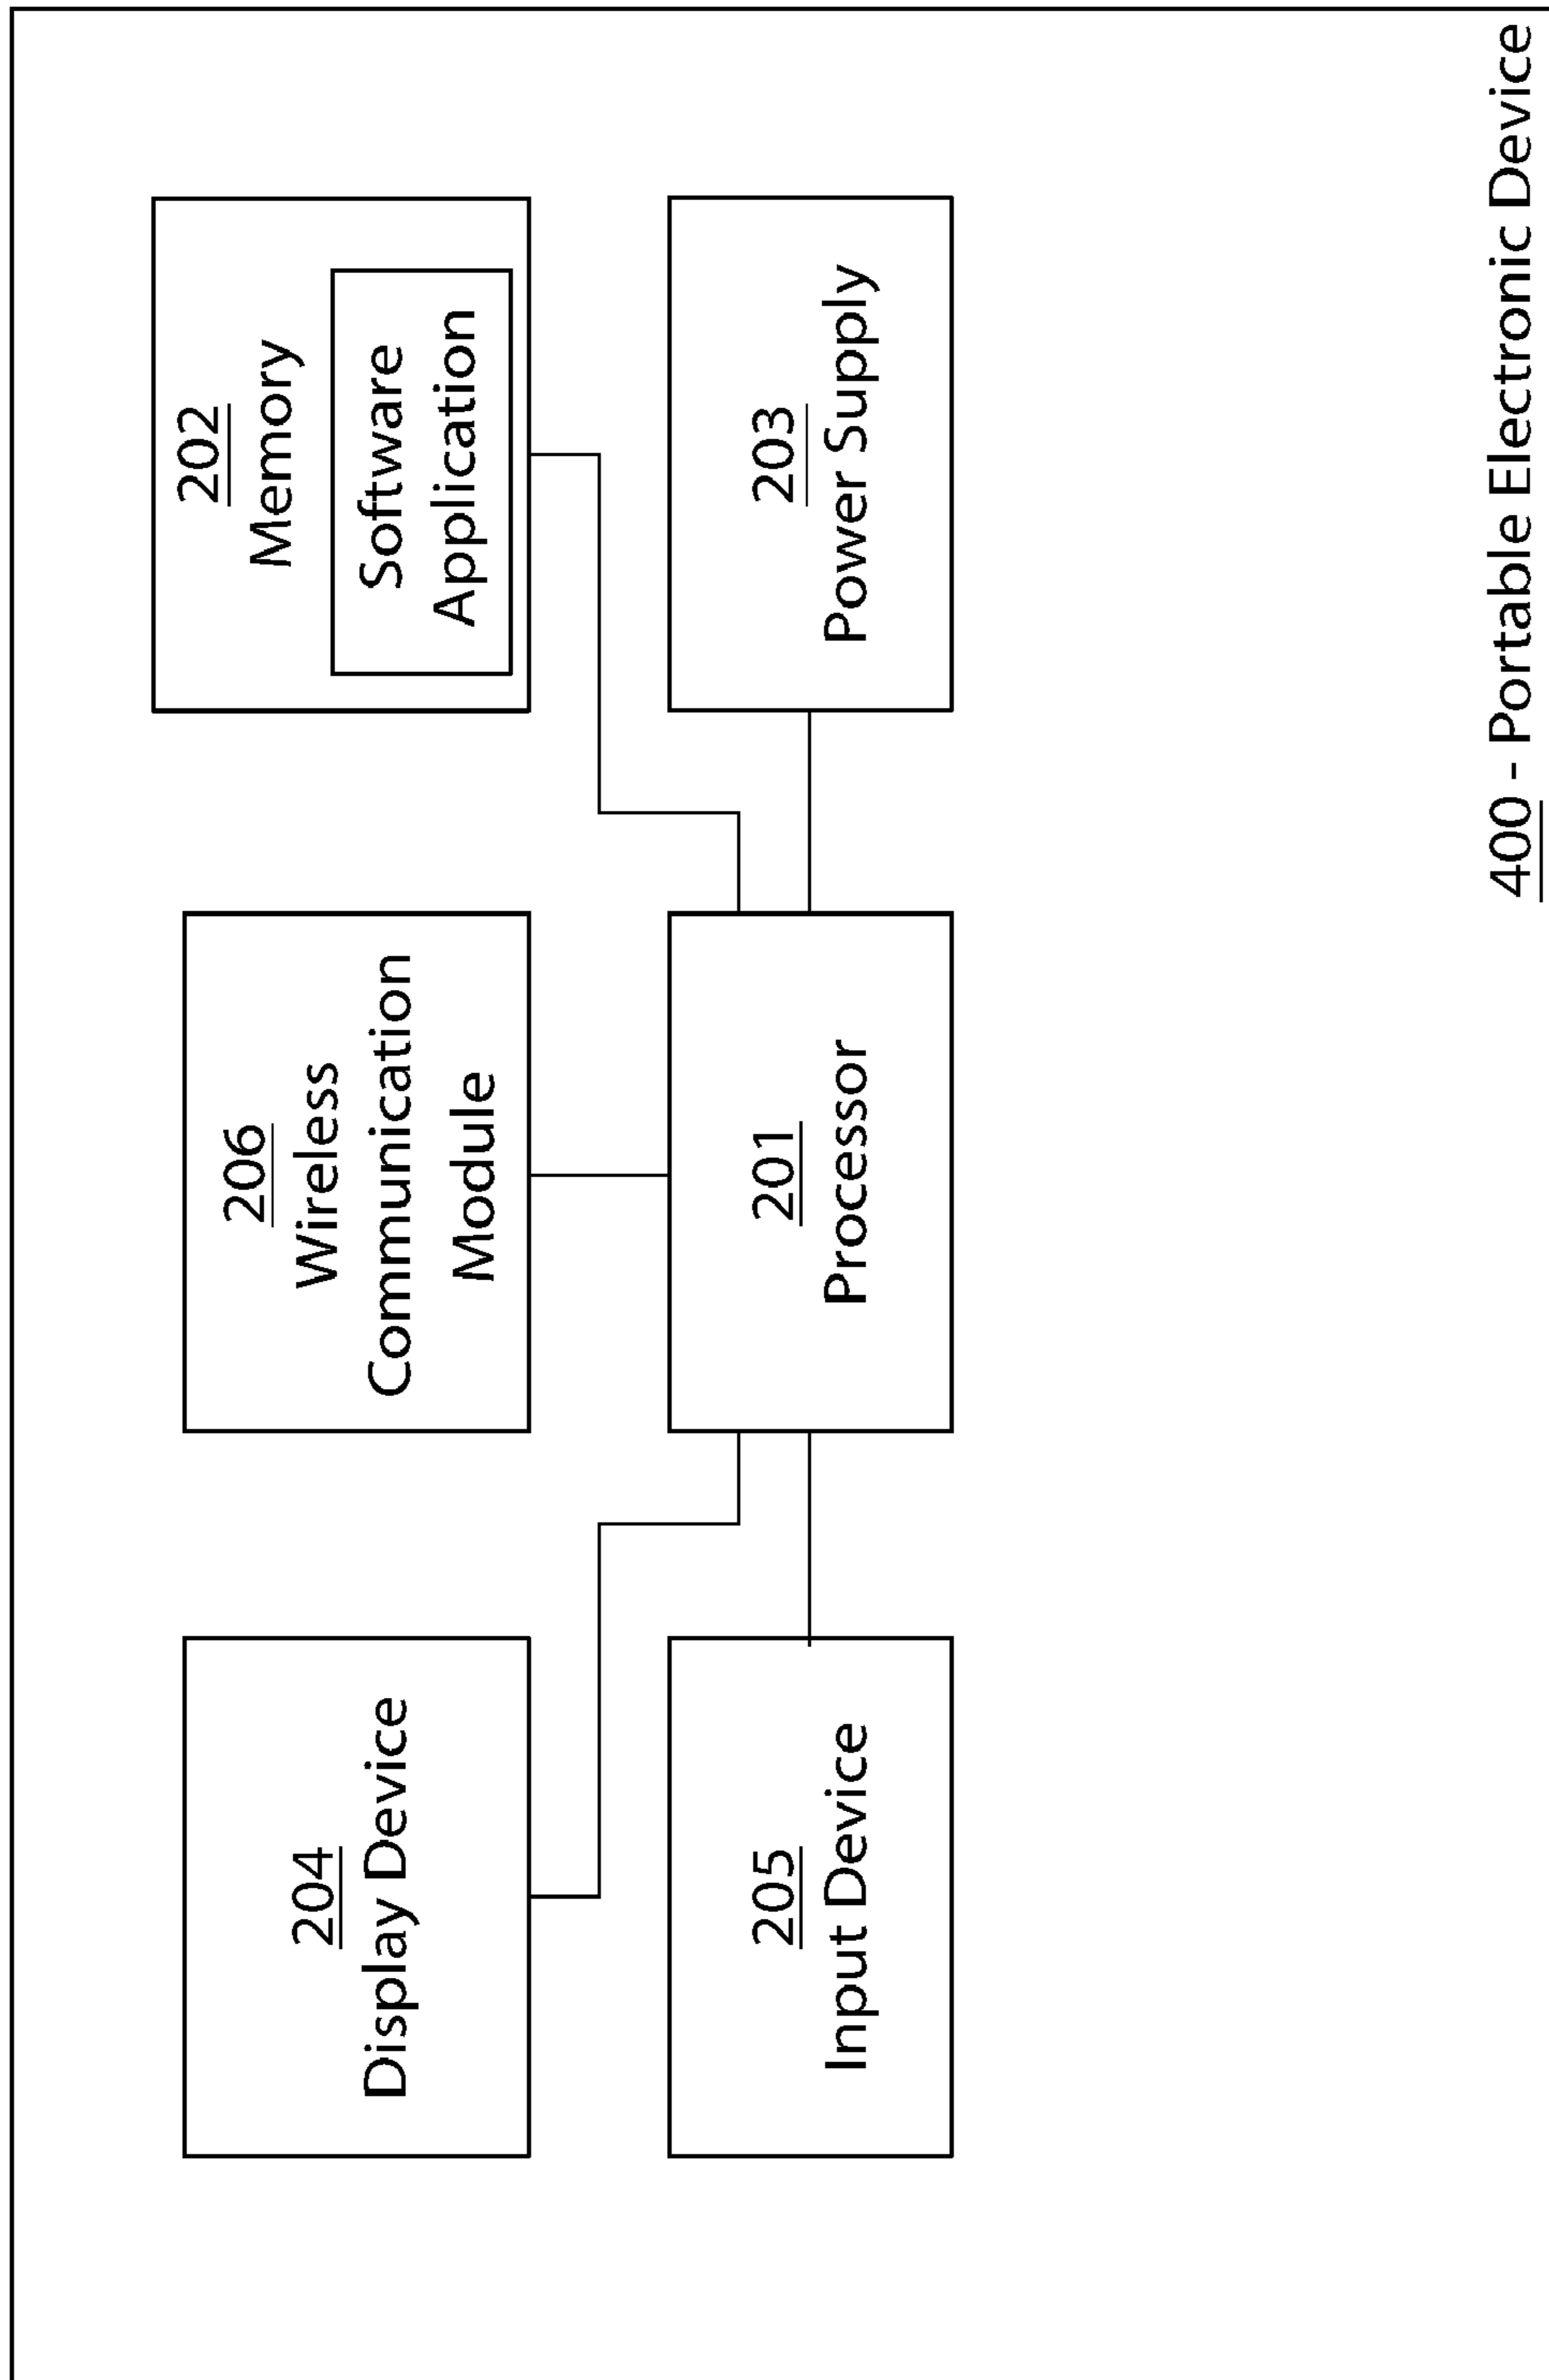 204
Display Device
206
Wireless
Communication
Module
202
Memory
Software
Application
205
Input Device
201
Processor
203
Power Supply
400 - Portable Electronic Device